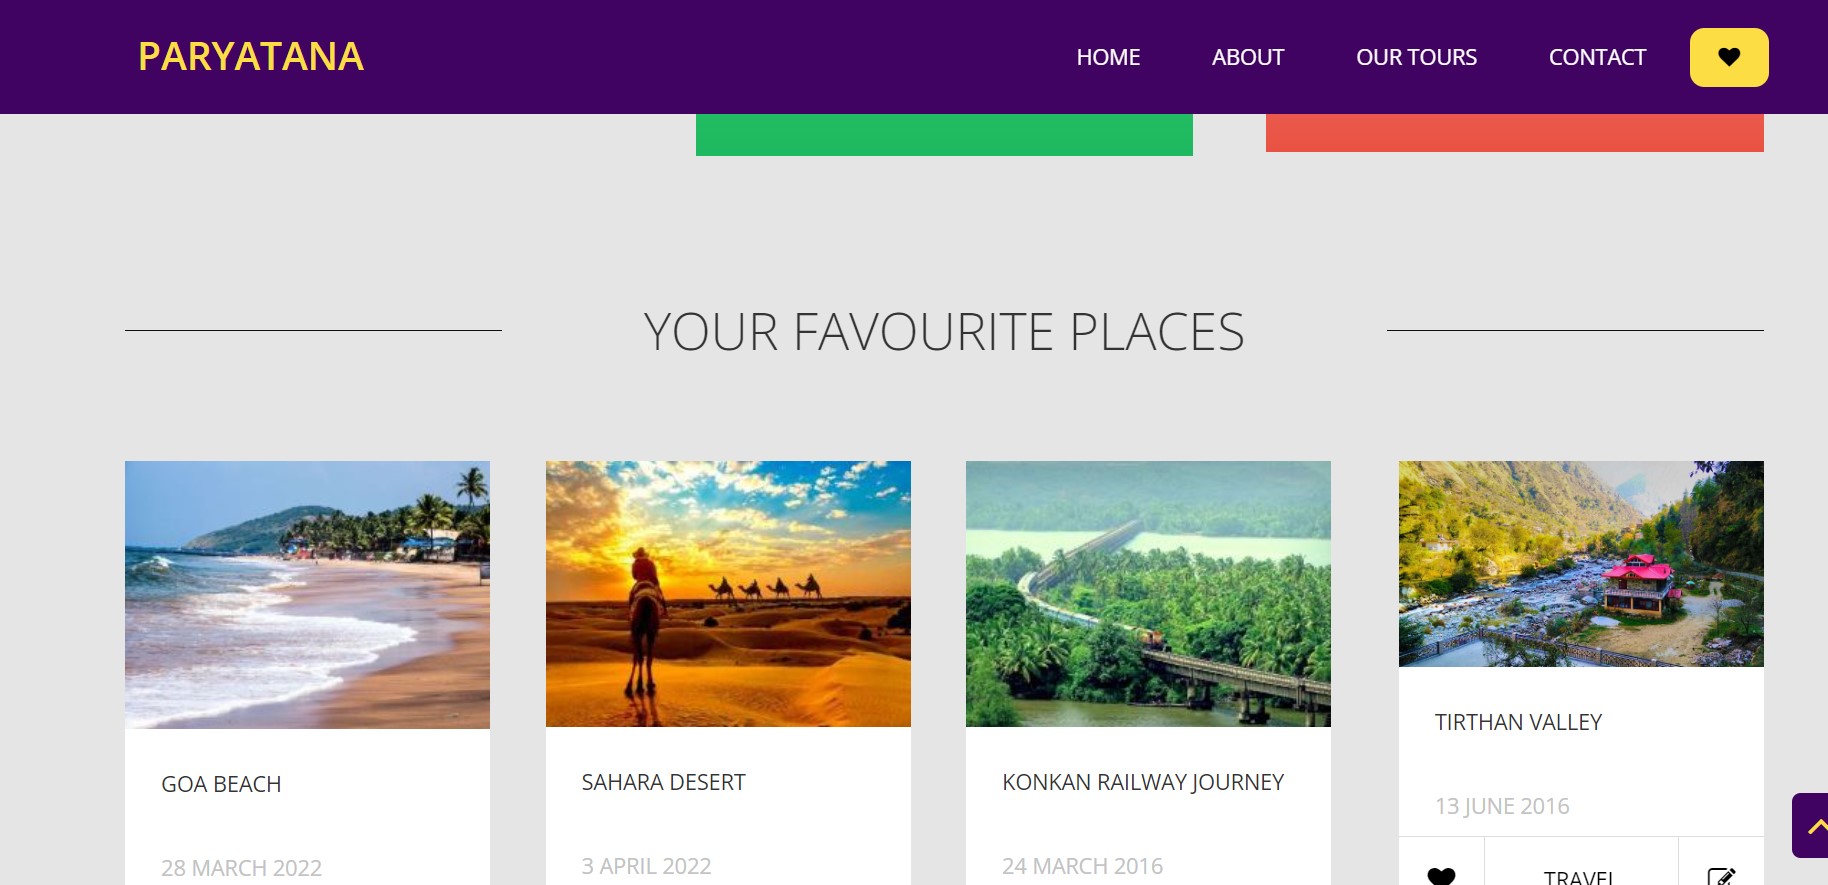 PARYATANA
HOME
ABOUT
OUR TOURS
CONTACT
YOUR FAVOURITE PLACES
GOA BEACH
28 MARCH 2022
SAHARA DESERT
3 APRIL 2022
KONKAN RAILWAY JOURNEY
24 MARCH 2016
TIRTHAN VALLEY
13 JUNE 2016
TRAVEL